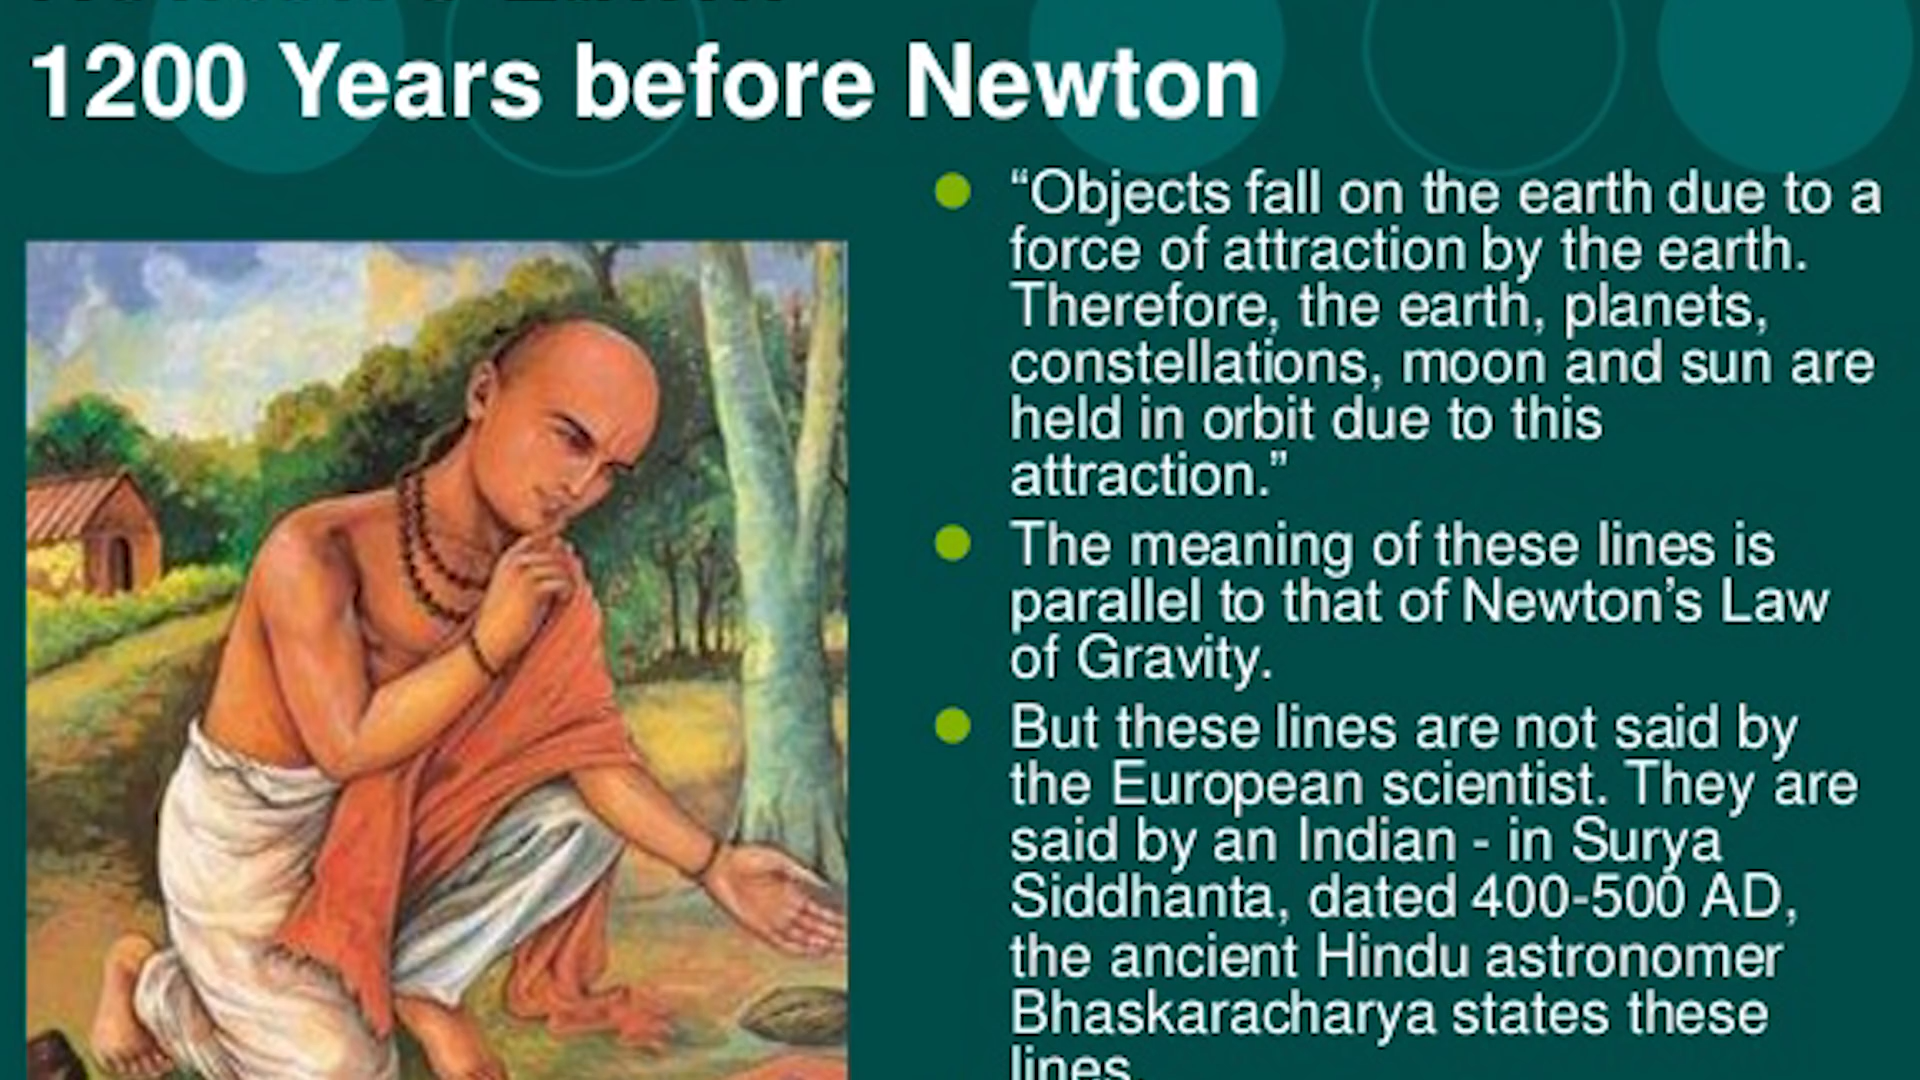 1200 Years before Newton
“Objects fall on the earth due to a
force of attraction by the earth.
Therefore, the earth, planets,
constellations, moon and sun are
held in orbit due to this
attraction.”
The meaning of these lines is
parallel to that of Newton’s Law
of Gravity.
But these lines are not said by
the European scientist. They are
said by an Indian - in Surya
Siddhanta, dated 400-500 AD,
the ancient Hindu astronomer
Bhaskaracharya states these
lines.